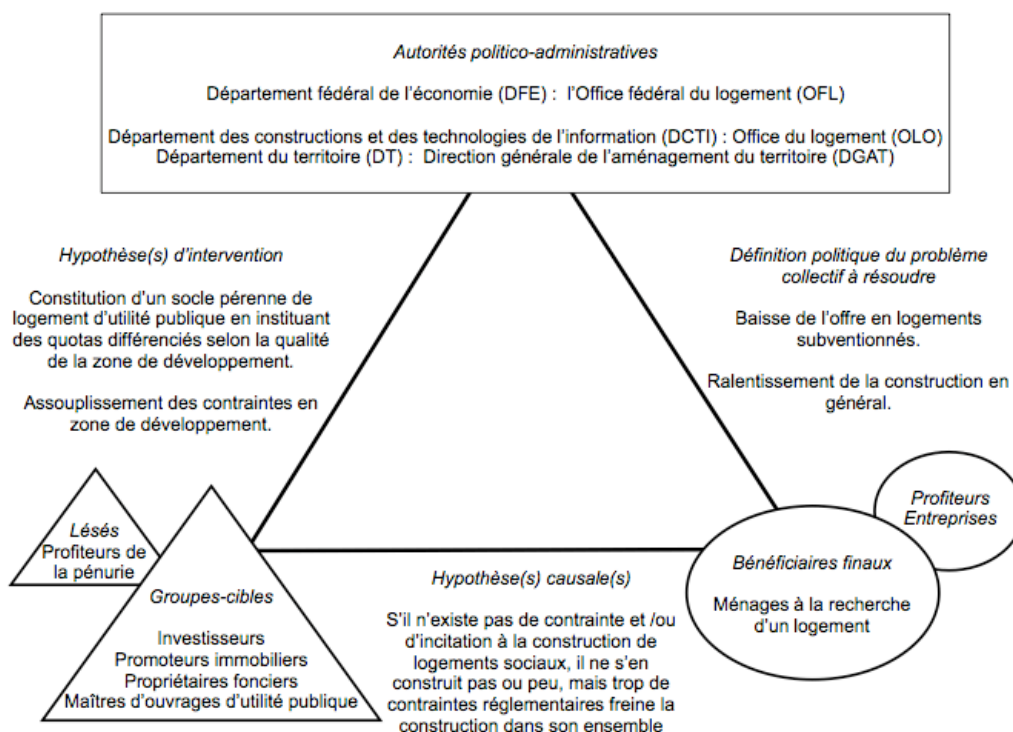 Autorités politico-administratives
Département fédéral de l'économie (DFE) : l'Office fédéral du logement (OFL)
Département des constructions et des technologies de l'information (DCTI) : Office du logement (OLO)
Département du territoire (DT) : Direction générale de l'aménagement du territoire (DGAT)
Hypothèse(s) d'intervention
Constitution d'un socle pérenne de
logement d'utilité publique en instituant
des quotas différenciés selon la qualité
de la zone de développement.
Assouplissement des contraintes en
zone de développement.
Définition politique du problème
collectif à résoudre
Baisse de l'offre en logements
subventionnés.
Ralentissement de la construction en
général.
Lésés
Profiteurs de
la pénurie
Groupes-cibles
Investisseurs
Promoteurs immobiliers
Propriétaires fonciers
Maîtres d'ouvrages d'utilité publique
Hypothèse(s) causale(s)
S'il n'existe pas de contrainte et /ou
d'incitation à la construction de
logements sociaux, il ne s'en
construit pas ou peu, mais trop de
contraintes réglementaires freine la
construction dans son ensemble
Profiteurs
Entreprises
Bénéficiaires finaux
Ménages à la recherche
d'un logement